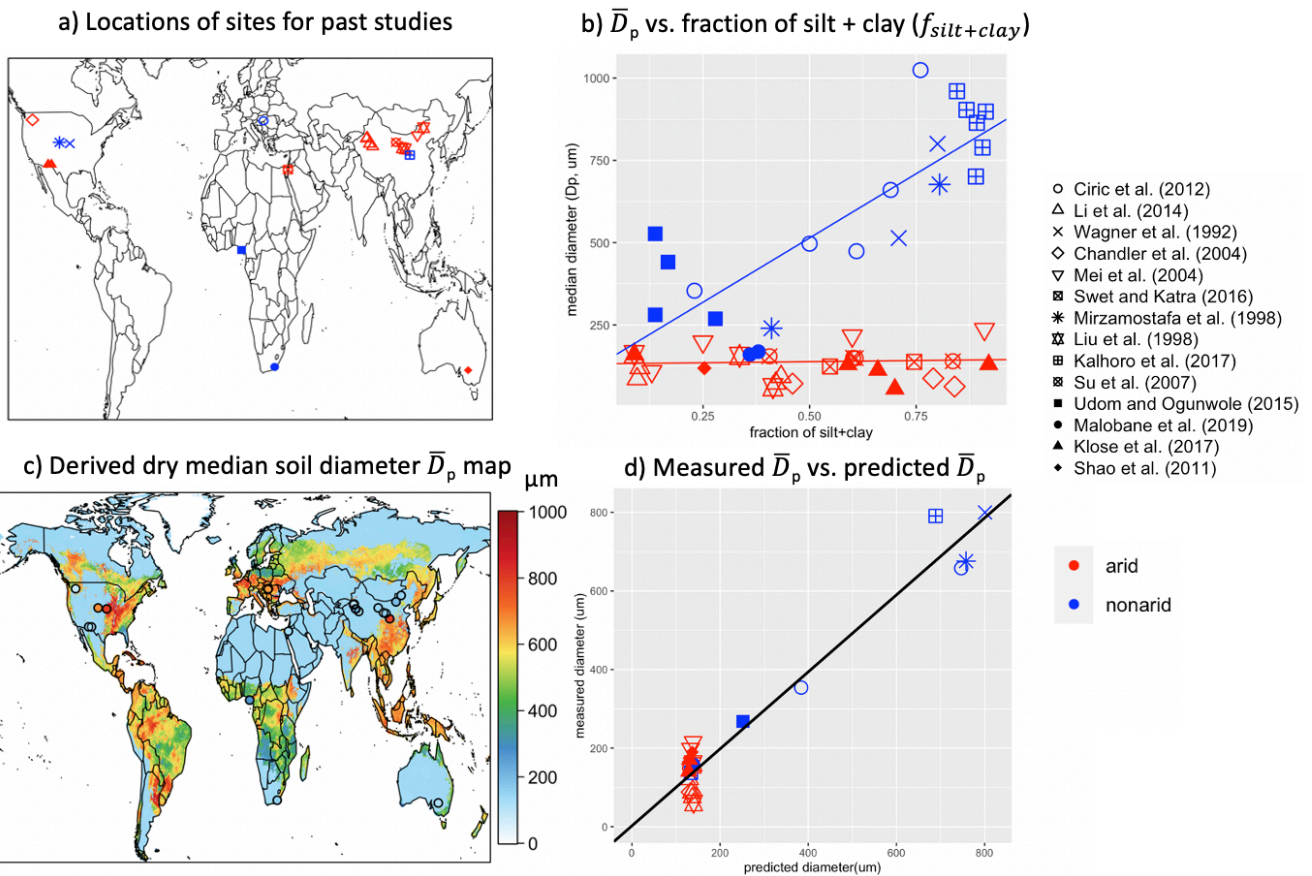 a) Locations of sites for past studies
b) D̅p vs. fraction of silt + clay (fsilt+clay)
1000
750
500
250
median diameter (Dp, um)
0.25
0.50
0.75
fraction of silt+clay
Ciric et al. (2012)
Li et al. (2014)
Wagner et al. (1992)
Chandler et al. (2004)
Mei et al. (2004)
Swet and Katra (2016)
Mirzamostafa et al. (1998)
Liu et al. (1998)
Kalhoro et al. (2017)
Su et al. (2007)
Udom and Ogunwole (2015)
Malobane et al. (2019)
Klose et al. (2017)
Shao et al. (2011)
c) Derived dry median soil diameter D̅p map
μm
1000
800
600
400
200
0
d) Measured D̅p vs. predicted D̅p
800
600
400
200
0
measured diameter (um)
0
200
400
600
800
predicted diameter(um)
arid
nonarid